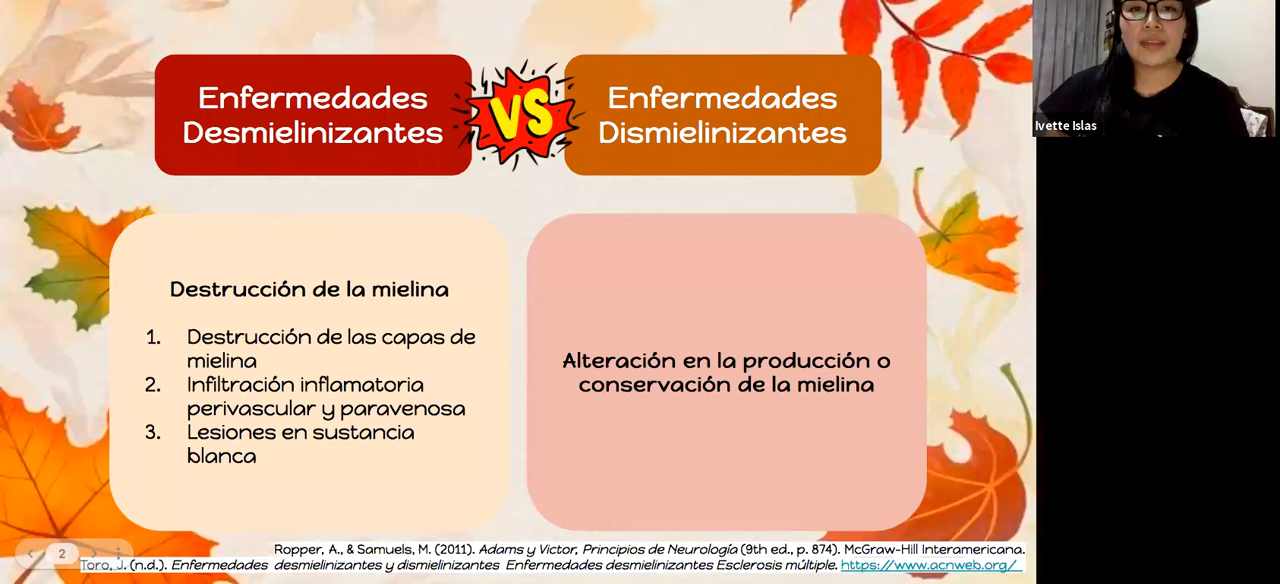 Enfermedades
Desmielinizantes
VS
Enfermedades
Dismielinizantes
Ivette Islas
Destrucción de la mielina
1. Destrucción de las capas de
mielina
2. Infiltración inflamatoria
perivascular y paravenosa
3. Lesiones en sustancia
blanca
Alteración en la producción o
conservación de la mielina
2
Ropper, A., & Samuels, M. (2011). Adams y Victor, Principios de Neurología (9th ed., p. 874). McGraw-Hill Interamericana.
Toro, J. (n.d.). Enfermedades desmielinizantes y dismielinizantes Enfermedades desmielinizantes Esclerosis múltiple. https://www.acnweb.org/